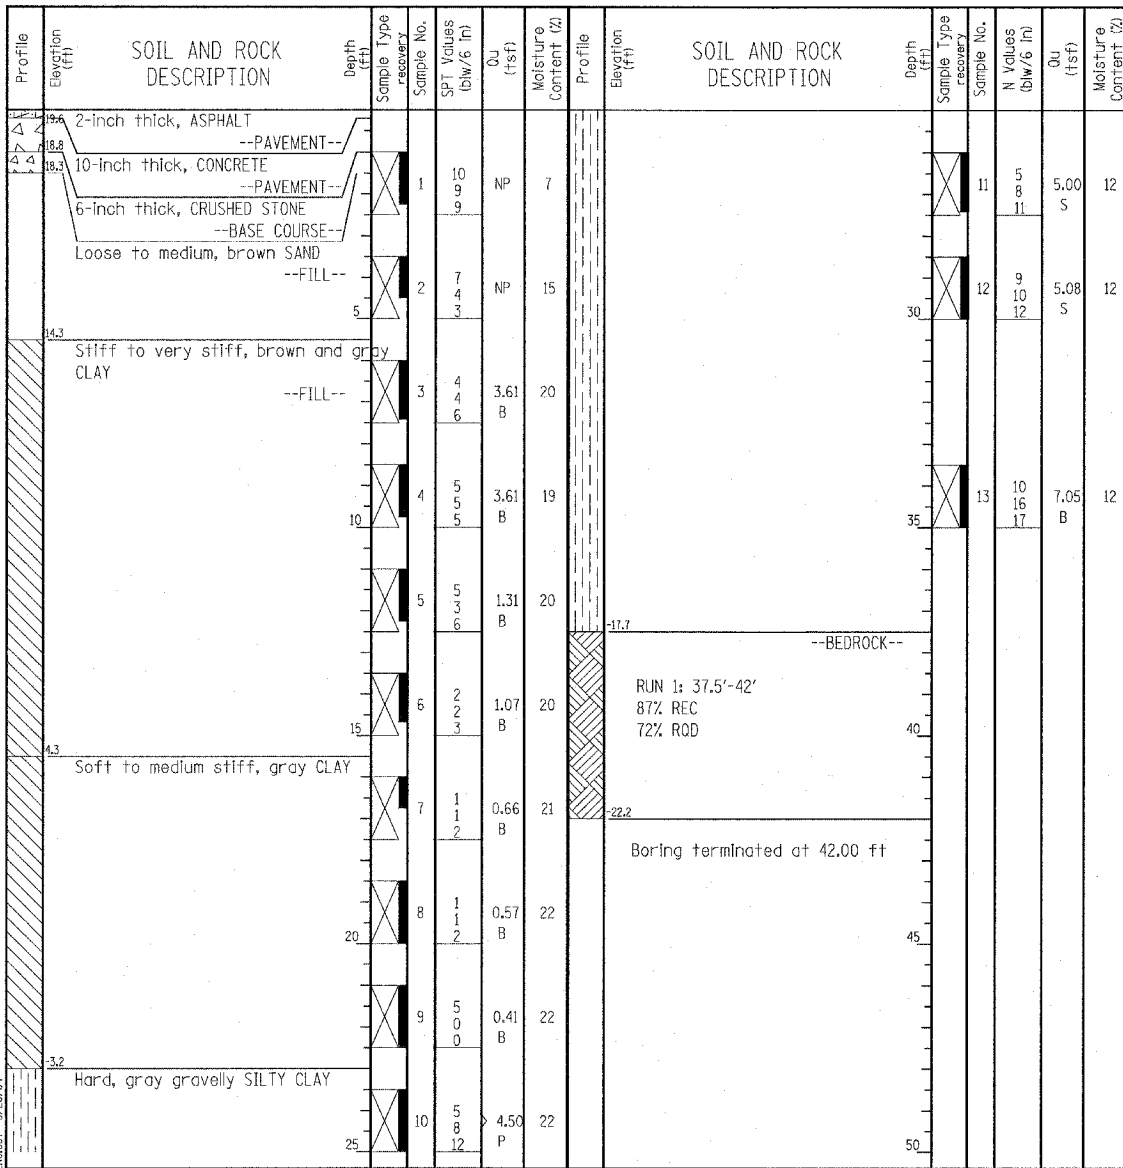 Profile
Elevation (ft)
SOIL AND ROCK
DESCRIPTION
Depth (ft)
Sample Type
recovery
Sample No.
SPT Values
(blw/6 in)
Qu
(tsf)
Moisture
Content (%)
Profile
Elevation
(ft)
SOIL AND ROCK
DESCRIPTION
Depth
(ft)
Sample Type
recovery
Sample No.
N Values
(blw/6 in)
Qu
(tsf)
Moisture
Content (%)
19.6 2-inch thick, ASPHALT
--PAVEMENT--
18.8
18.3 10-inch thick, CONCRETE
--PAVEMENT--
6-inch thick, CRUSHED STONE
--BASE COURSE--
1 10 9 9 NP 7
Loose to medium, brown SAND
--FILL--
2 7 4 3 NP 15
5
14.3
Stiff to very stiff, brown and gray
CLAY
--FILL--
3 4 4 6 3.61 B 20
4 5 5 5 3.61 B 19
10
5 5 3 6 1.31 B 20
6 2 2 3 1.07 B 20
15
4.3
Soft to medium stiff, gray CLAY
7 1 1 2 0.66 B 21
8 1 1 2 0.57 B 22
20
9 5 0 0 0.41 B 22
-3.2
Hard, gray gravelly SILTY CLAY
10 5 8 12 > 4.50 P 22
25
11 5 8 11 5.00 S 12
12 9 10 12 5.08 S 12
30
13 10 16 17 7.05 B 12
35
-17.7
--BEDROCK--
RUN 1: 37.5'-42'
87% REC
72% RQD
40
-22.2
Boring terminated at 42.00 ft
45
50